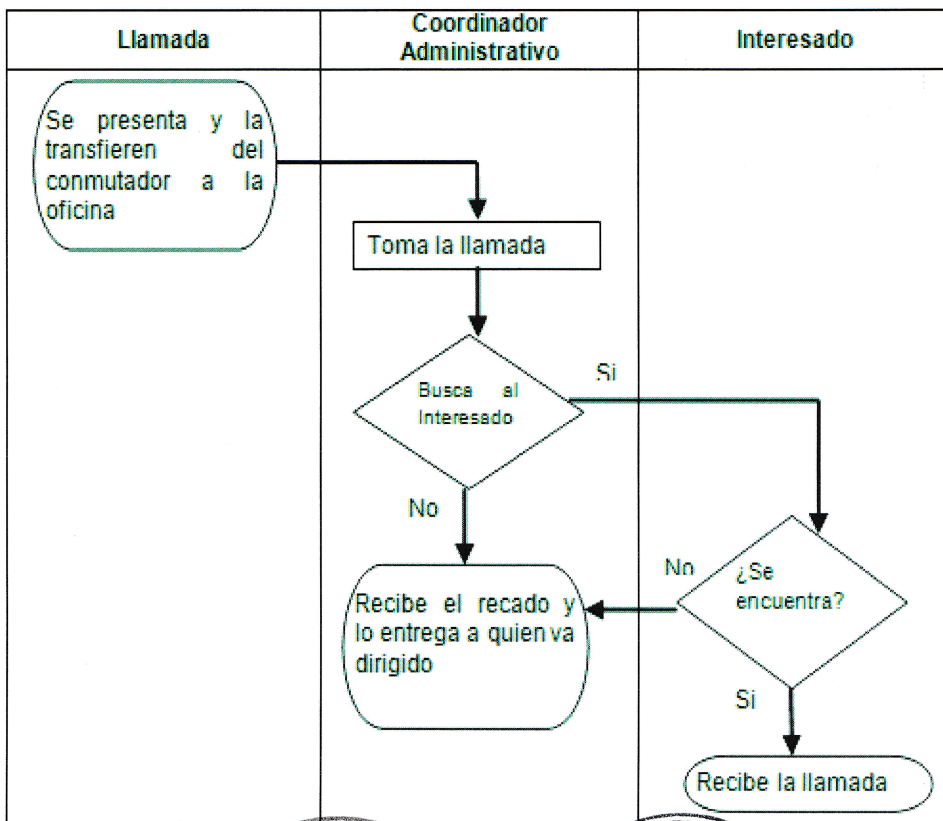 Llamada
Coordinador
Administrativo
Interesado
Se presenta y la
transfieren del
conmutador a la
oficina
Toma la llamada
Busca al
Interesado
Si
No
Recibe el recado y
lo entrega a quien va
dirigido
No
¿Se
encuentra?
Si
Recibe la llamada